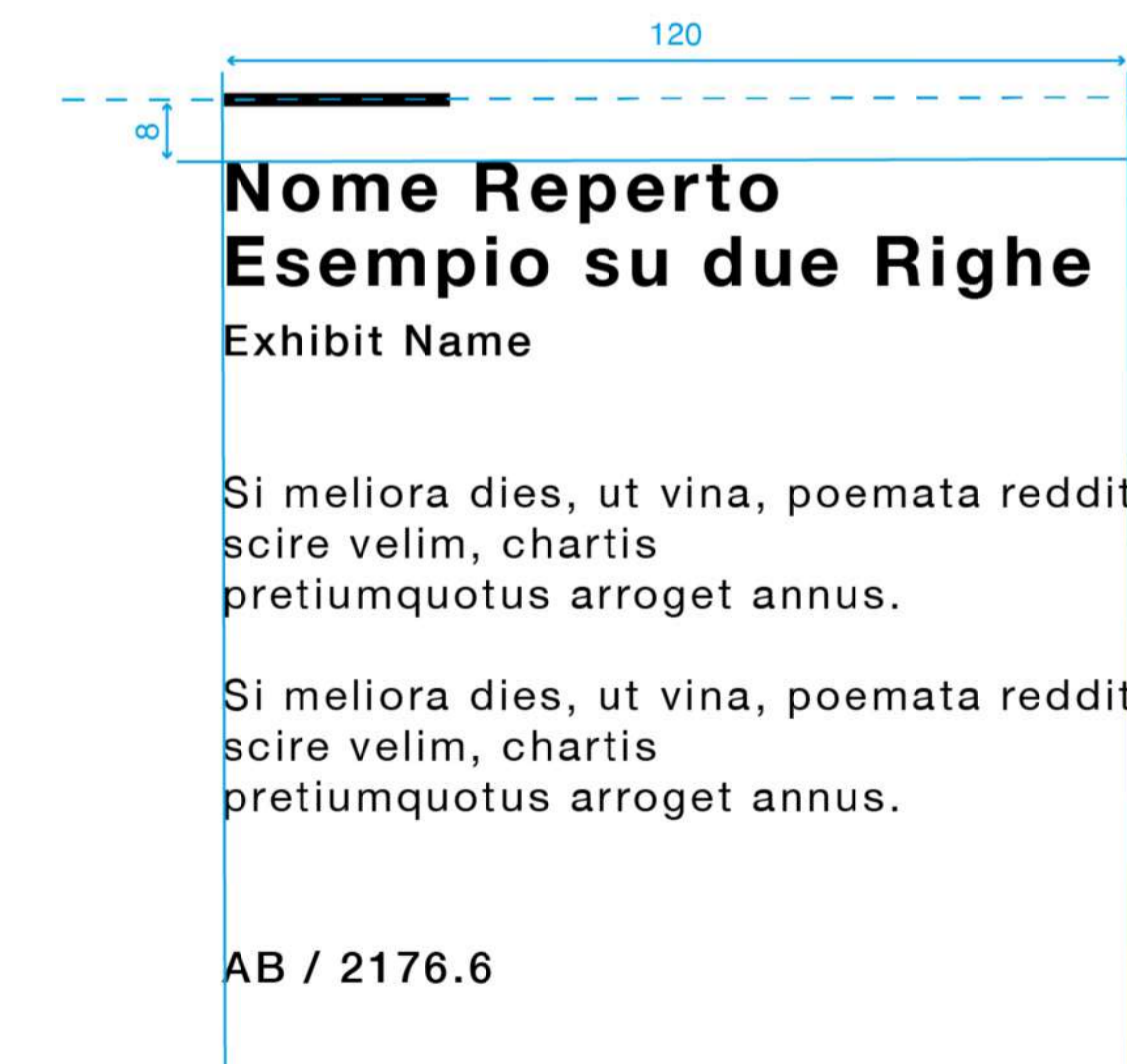 120
8
Nome Reperto
Esempio su due Righe
Exhibit Name
Si meliora dies, ut vina, poemata reddit
scire velim, chartis
pretiumquotus arroget annus.
Si meliora dies, ut vina, poemata reddit
scire velim, chartis
pretiumquotus arroget annus.
AB / 2176.6